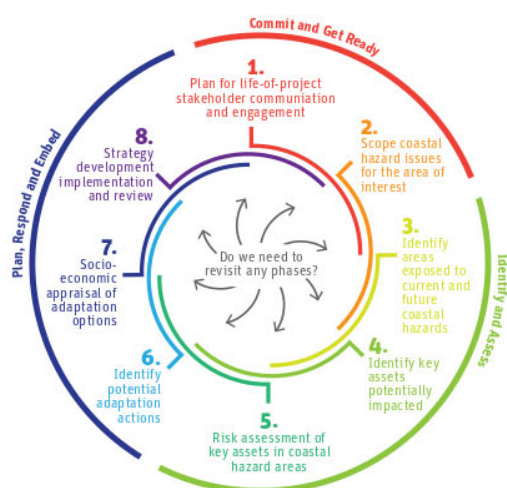 Commit and Get Ready
1.
Plan for life-of-project
stakeholder communiation
and engagement
2.
Scope coastal
hazard issues
for the area of
interest
Identify and Assess
3.
Identify
areas
exposed to
current and
future
coastal
hazards
4.
Identify key
assets
potentially
impacted
5.
Risk assessment of
key assets in coastal
hazard areas
Plan, Respond and Embed
6.
Identify
potential
adaptation
actions
7.
Socio-
economic
appraisal of
adaptation
options
8.
Strategy
development
implementation
and review
Do we need to
revisit any phases?